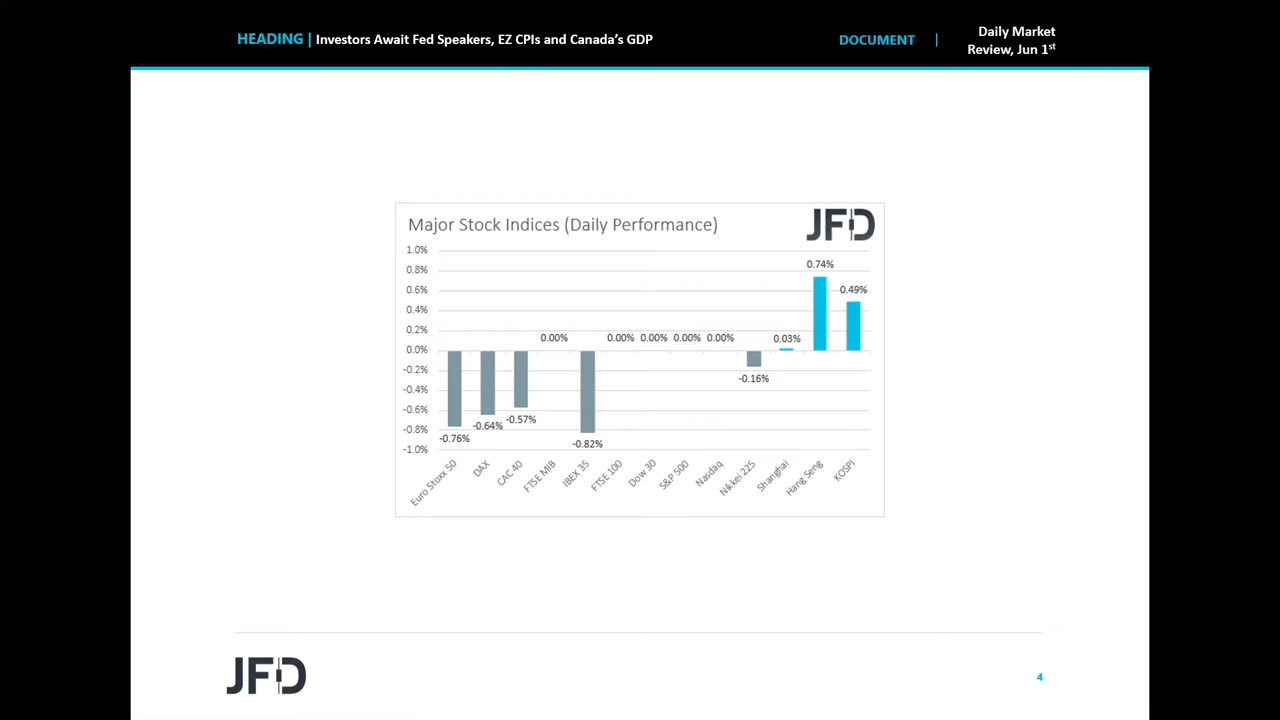 HEADING | Investors Await Fed Speakers, EZ CPIs and Canada's GDP
DOCUMENT |
Daily Market
Review, Jun 1st
Major Stock Indices (Daily Performance)
JFD
1.0%
0.8%
0.6%
0.4%
0.2%
0.0%
-0.2%
-0.4%
-0.6%
-0.8%
-1.0%
-0.76%
-0.64%
-0.57%
0.00%
-0.82%
0.00%
0.00%
0.00%
0.00%
-0.16%
0.03%
0.74%
0.49%
Euro Stoxx 50
DAX
CAC 40
FTSE MIB
IBEX 35
FTSE 100
Dow 30
S&P 500
Nasdaq
Nikkei 225
Shanghai
Hang Seng
KOSPI
JFD
4